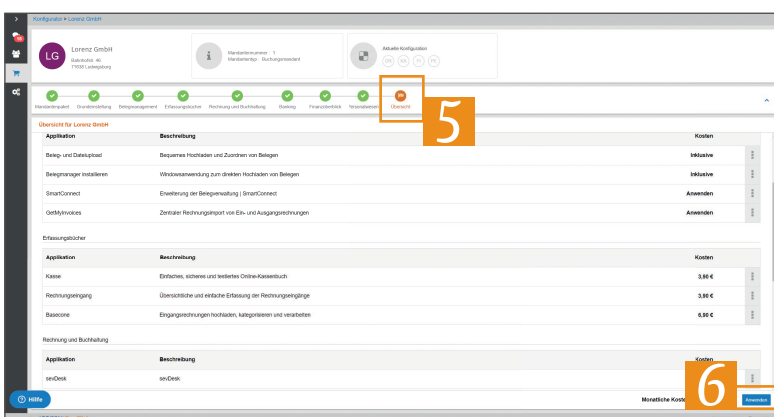 Konfigurator > Lorenz GmbH
LG
Lorenz GmbH
Bahnhofstr. 46
71638 Ludwigsburg
Mandantennummer 1
Mandantentyp Buchungsmandant
Aktuelle Konfiguration
Mandantenpaket Grundeinstellung Belegmanagement Erfassungsbücher Rechnung und Buchhaltung Banking Finanzüberblick Personalwesen Übersicht
5
Übersicht für Lorenz GmbH
Applikation Beschreibung Kosten
Beleg- und Dateiupload Bequemes Hochladen und Zuordnen von Belegen Inklusive
Belegmanager installieren Windowsanwendung zum direkten Hochladen von Belegen Inklusive
SmartConnect Erweiterung der Belegverwaltung | SmartConnect Anwenden
GetMyInvoices Zentraler Rechnungsimport von Ein- und Ausgangsrechnungen Anwenden
Erfassungsbücher
Applikation Beschreibung Kosten
Kasse Einfaches, sicheres und testiertes Online-Kassenbuch 3,90 €
Rechnungseingang Übersichtliche und einfache Erfassung der Rechnungseingänge 3,90 €
Basecone Eingangsrechnungen hochladen, kategorisieren und verarbeiten 6,90 €
Rechnung und Buchhaltung
Applikation Beschreibung Kosten
sevDesk sevDesk
6
Hilfe Monatliche Koste Anwenden